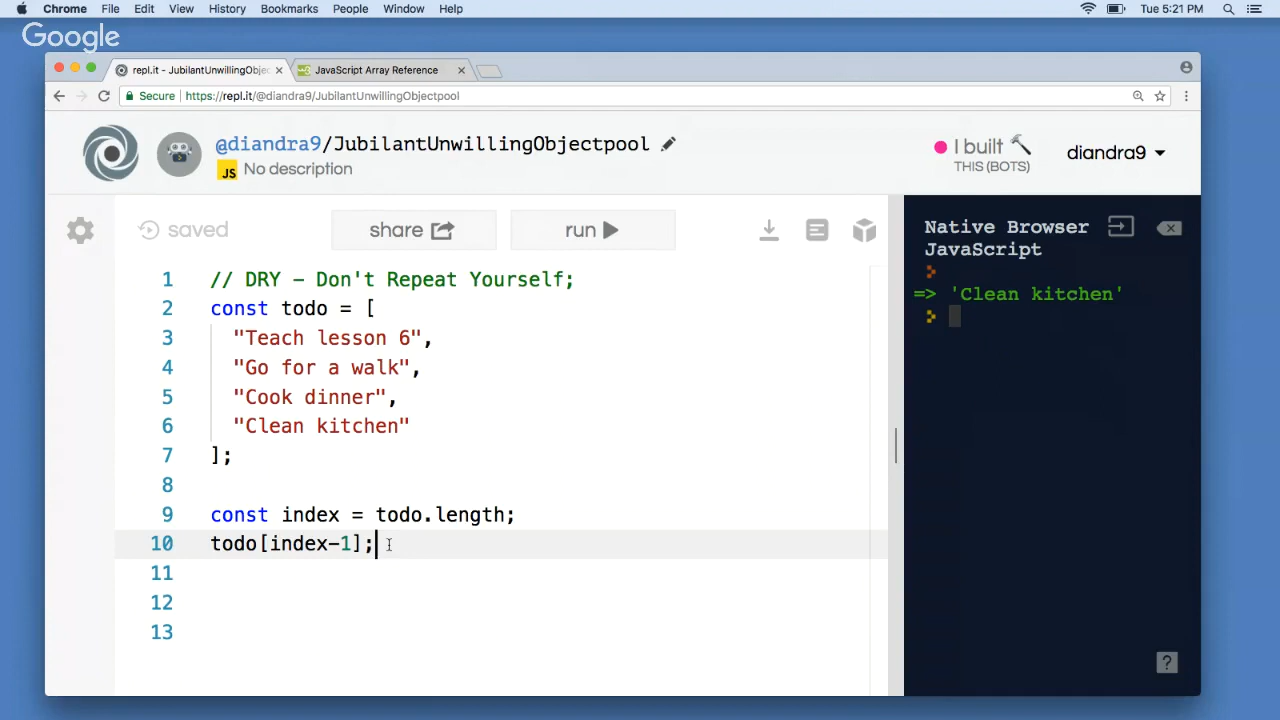 Chrome File Edit View History Bookmarks People Window Help Tue 5:21 PM
Google
repl.it - JubilantUnwillingObje JavaScript Array Reference
Secure https://repl.it/@diandra9/JubilantUnwillingObjectpool
@diandra9/JubilantUnwillingObjectpool
JS No description
I built
THIS (BOTS)
diandra9
saved share run
Native Browser
JavaScript
=> 'Clean kitchen'
1 // DRY - Don't Repeat Yourself;
2 const todo = [
3 "Teach lesson 6",
4 "Go for a walk",
5 "Cook dinner",
6 "Clean kitchen"
7 ];
8
9 const index = todo.length;
10 todo[index-1];
11
12
13
?